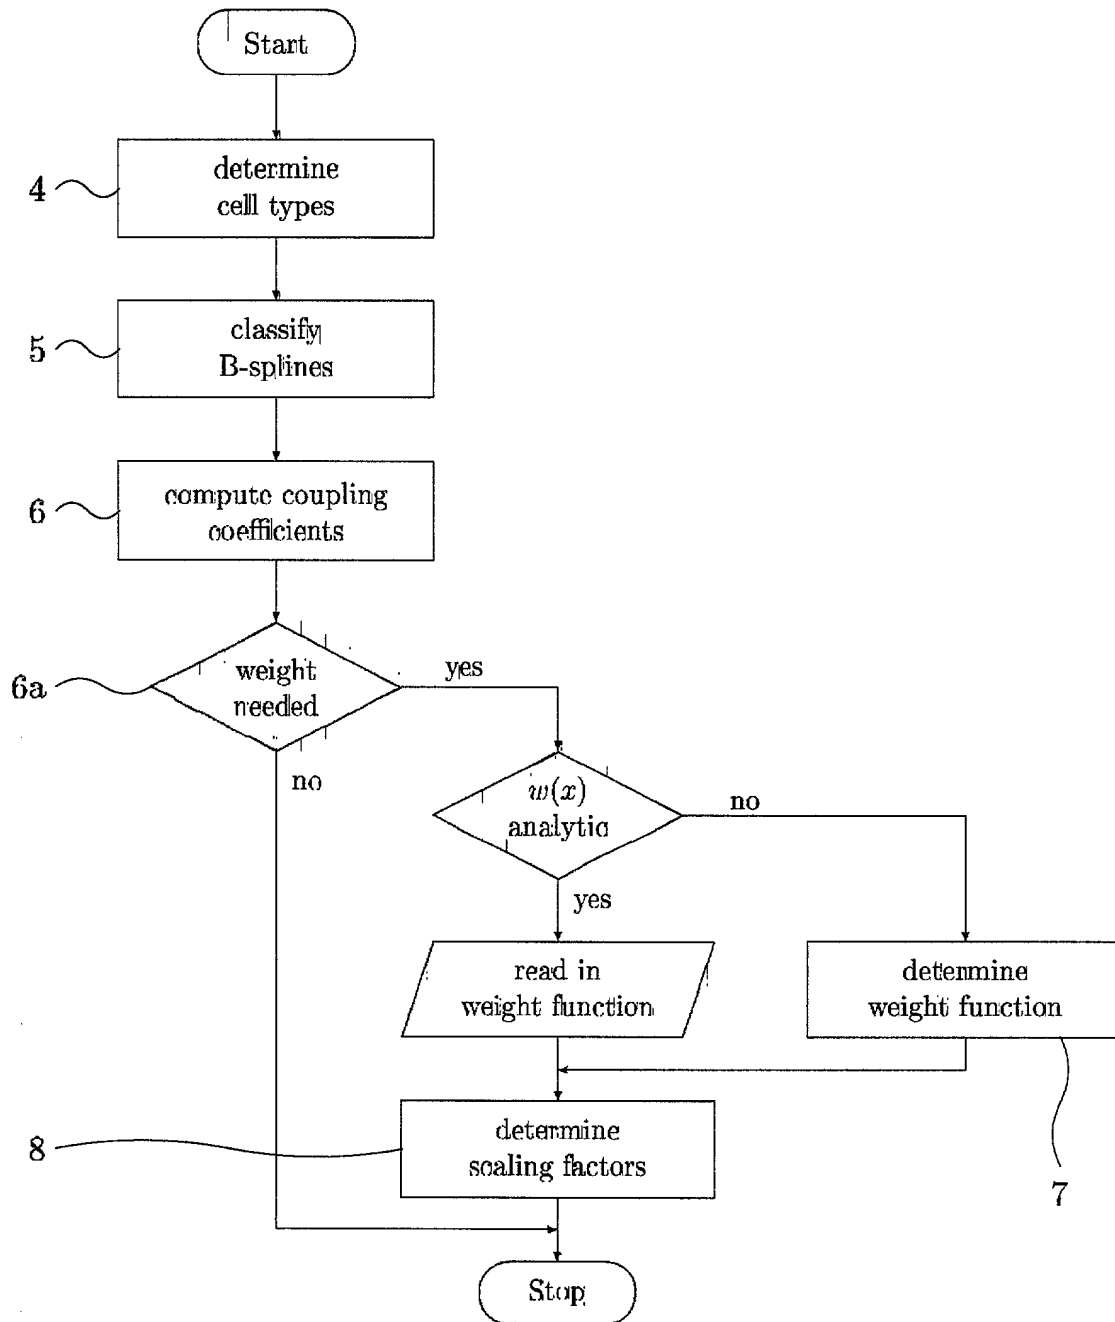 Start
4
determine
cell types
5
classify
B-splines
6
compute coupling
coefficients
6a
weight
needed
yes
no
w(x)
analytic
no
yes
read in
weight function
determine
weight function
7
8
determine
scaling factors
Stop